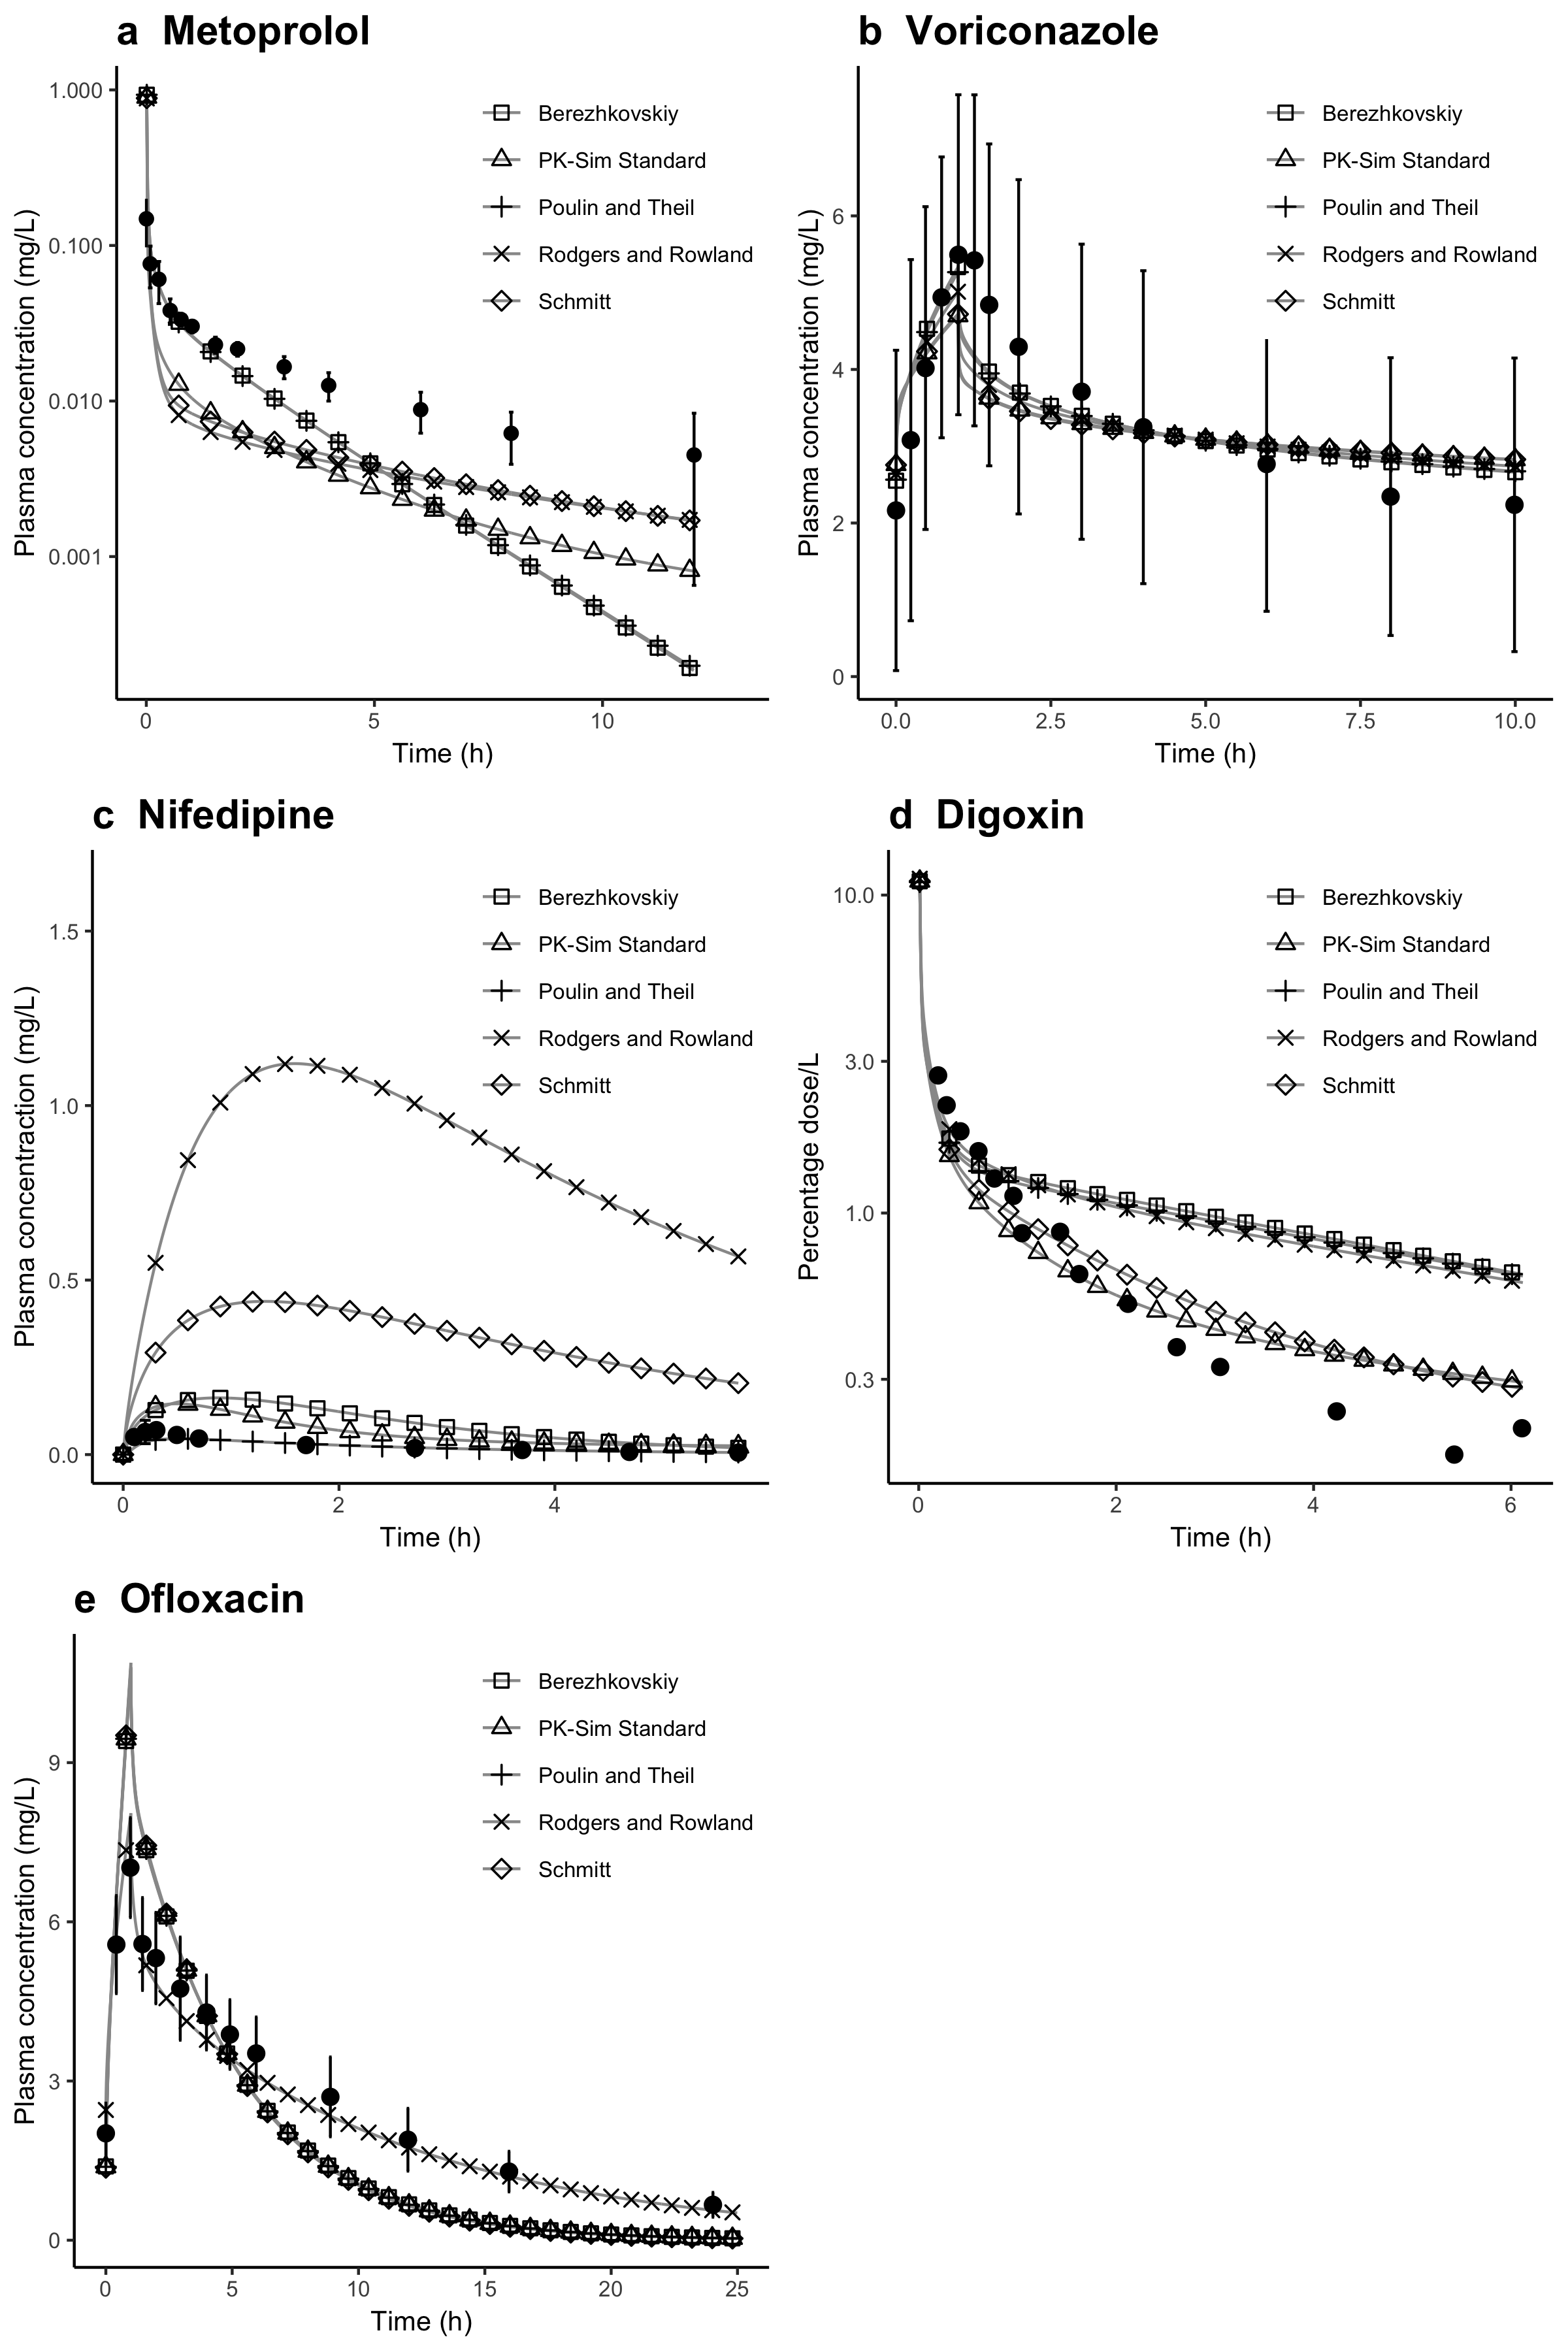 a Metoprolol
Plasma concentration (mg/L)
1.000
0.100
0.010
0.001
Berezhkovskiy
PK-Sim Standard
Poulin and Theil
Rodgers and Rowland
Schmitt
0 5 10
Time (h)
b Voriconazole
Plasma concentration (mg/L)
6
4
2
0
Berezhkovskiy
PK-Sim Standard
Poulin and Theil
Rodgers and Rowland
Schmitt
0.0 2.5 5.0 7.5 10.0
Time (h)
c Nifedipine
Plasma concentraction (mg/L)
1.5
1.0
0.5
0.0
Berezhkovskiy
PK-Sim Standard
Poulin and Theil
Rodgers and Rowland
Schmitt
0 2 4
Time (h)
d Digoxin
Percentage dose/L
10.0
3.0
1.0
0.3
Berezhkovskiy
PK-Sim Standard
Poulin and Theil
Rodgers and Rowland
Schmitt
0 2 4 6
Time (h)
e Ofloxacin
Plasma concentration (mg/L)
9
6
3
0
Berezhkovskiy
PK-Sim Standard
Poulin and Theil
Rodgers and Rowland
Schmitt
0 5 10 15 20 25
Time (h)